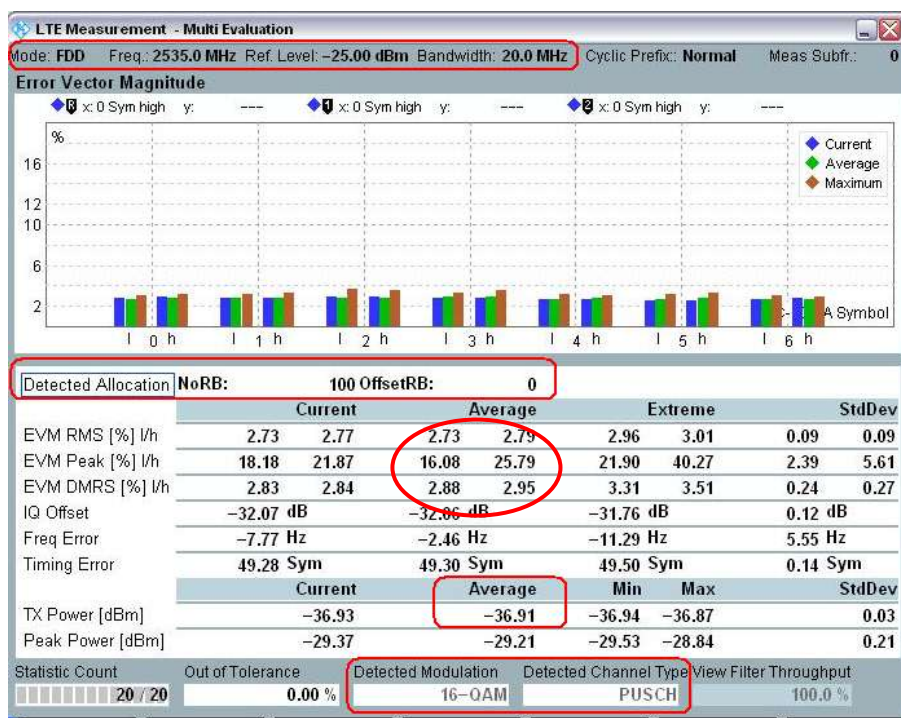 LTE Measurement - Multi Evaluation
Mode: FDD Freq.: 2535.0 MHz Ref. Level: −25.00 dBm Bandwidth: 20.0 MHz Cyclic Prefix: Normal Meas Subfr.: 0
Error Vector Magnitude
R x: 0 Sym high y: --- 1 x: 0 Sym high y: --- 2 x: 0 Sym high y: ---
%
Current
Average
Maximum
16
12
10
6
2
A Symbol
l 0 h l 1 h l 2 h l 3 h l 4 h l 5 h l 6 h
Detected Allocation NoRB: 100 OffsetRB: 0
Current Average Extreme StdDev
EVM RMS [%] l/h 2.73 2.77 2.73 2.79 2.96 3.01 0.09 0.09
EVM Peak [%] l/h 18.18 21.87 16.08 25.79 21.90 40.27 2.39 5.61
EVM DMRS [%] l/h 2.83 2.84 2.88 2.95 3.31 3.51 0.24 0.27
IQ Offset −32.07 dB −32.06 dB −31.76 dB 0.12 dB
Freq Error −7.77 Hz −2.46 Hz −11.29 Hz 5.55 Hz
Timing Error 49.28 Sym 49.30 Sym 49.50 Sym 0.14 Sym
Current Average Min Max StdDev
TX Power [dBm] −36.93 −36.91 −36.94 −36.87 0.03
Peak Power [dBm] −29.37 −29.21 −29.53 −28.84 0.21
Statistic Count Out of Tolerance Detected Modulation Detected Channel Type View Filter Throughput
20 / 20 0.00 % 16−QAM PUSCH 100.0 %